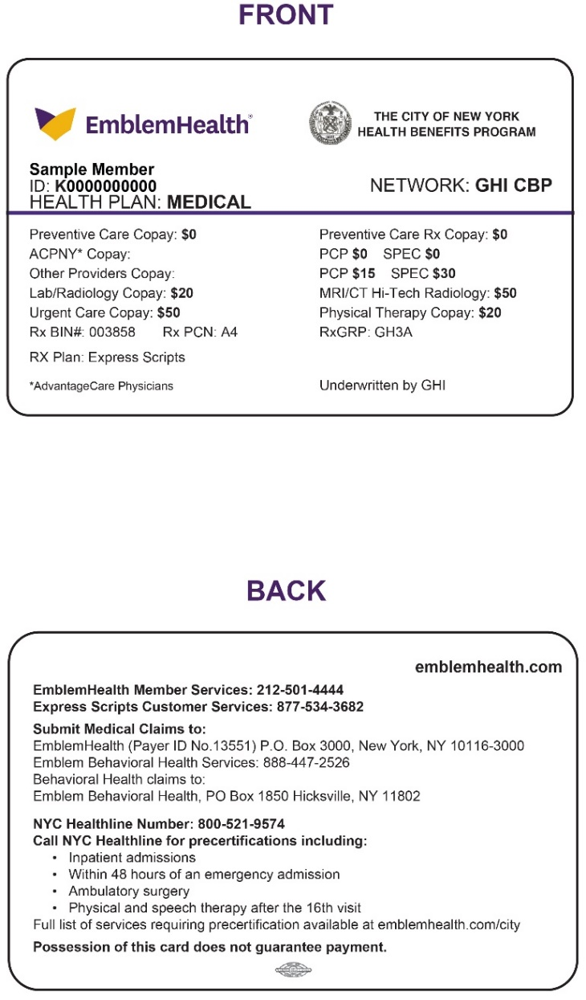 FRONT
EmblemHealth®
THE CITY OF NEW YORK
HEALTH BENEFITS PROGRAM
Sample Member
ID: K0000000000
HEALTH PLAN: MEDICAL
NETWORK: GHI CBP
Preventive Care Copay: $0 Preventive Care Rx Copay: $0
ACPNY* Copay: PCP $0 SPEC $0
Other Providers Copay: PCP $15 SPEC $30
Lab/Radiology Copay: $20 MRI/CT Hi-Tech Radiology: $50
Urgent Care Copay: $50 Physical Therapy Copay: $20
Rx BIN#: 003858 Rx PCN: A4 RxGRP: GH3A
RX Plan: Express Scripts
*AdvantageCare Physicians Underwritten by GHI
BACK
emblemhealth.com
EmblemHealth Member Services: 212-501-4444
Express Scripts Customer Services: 877-534-3682
Submit Medical Claims to:
EmblemHealth (Payer ID No.13551) P.O. Box 3000, New York, NY 10116-3000
Emblem Behavioral Health Services: 888-447-2526
Behavioral Health claims to:
Emblem Behavioral Health, PO Box 1850 Hicksville, NY 11802
NYC Healthline Number: 800-521-9574
Call NYC Healthline for precertifications including:
• Inpatient admissions
• Within 48 hours of an emergency admission
• Ambulatory surgery
• Physical and speech therapy after the 16th visit
Full list of services requiring precertification available at emblemhealth.com/city
Possession of this card does not guarantee payment.